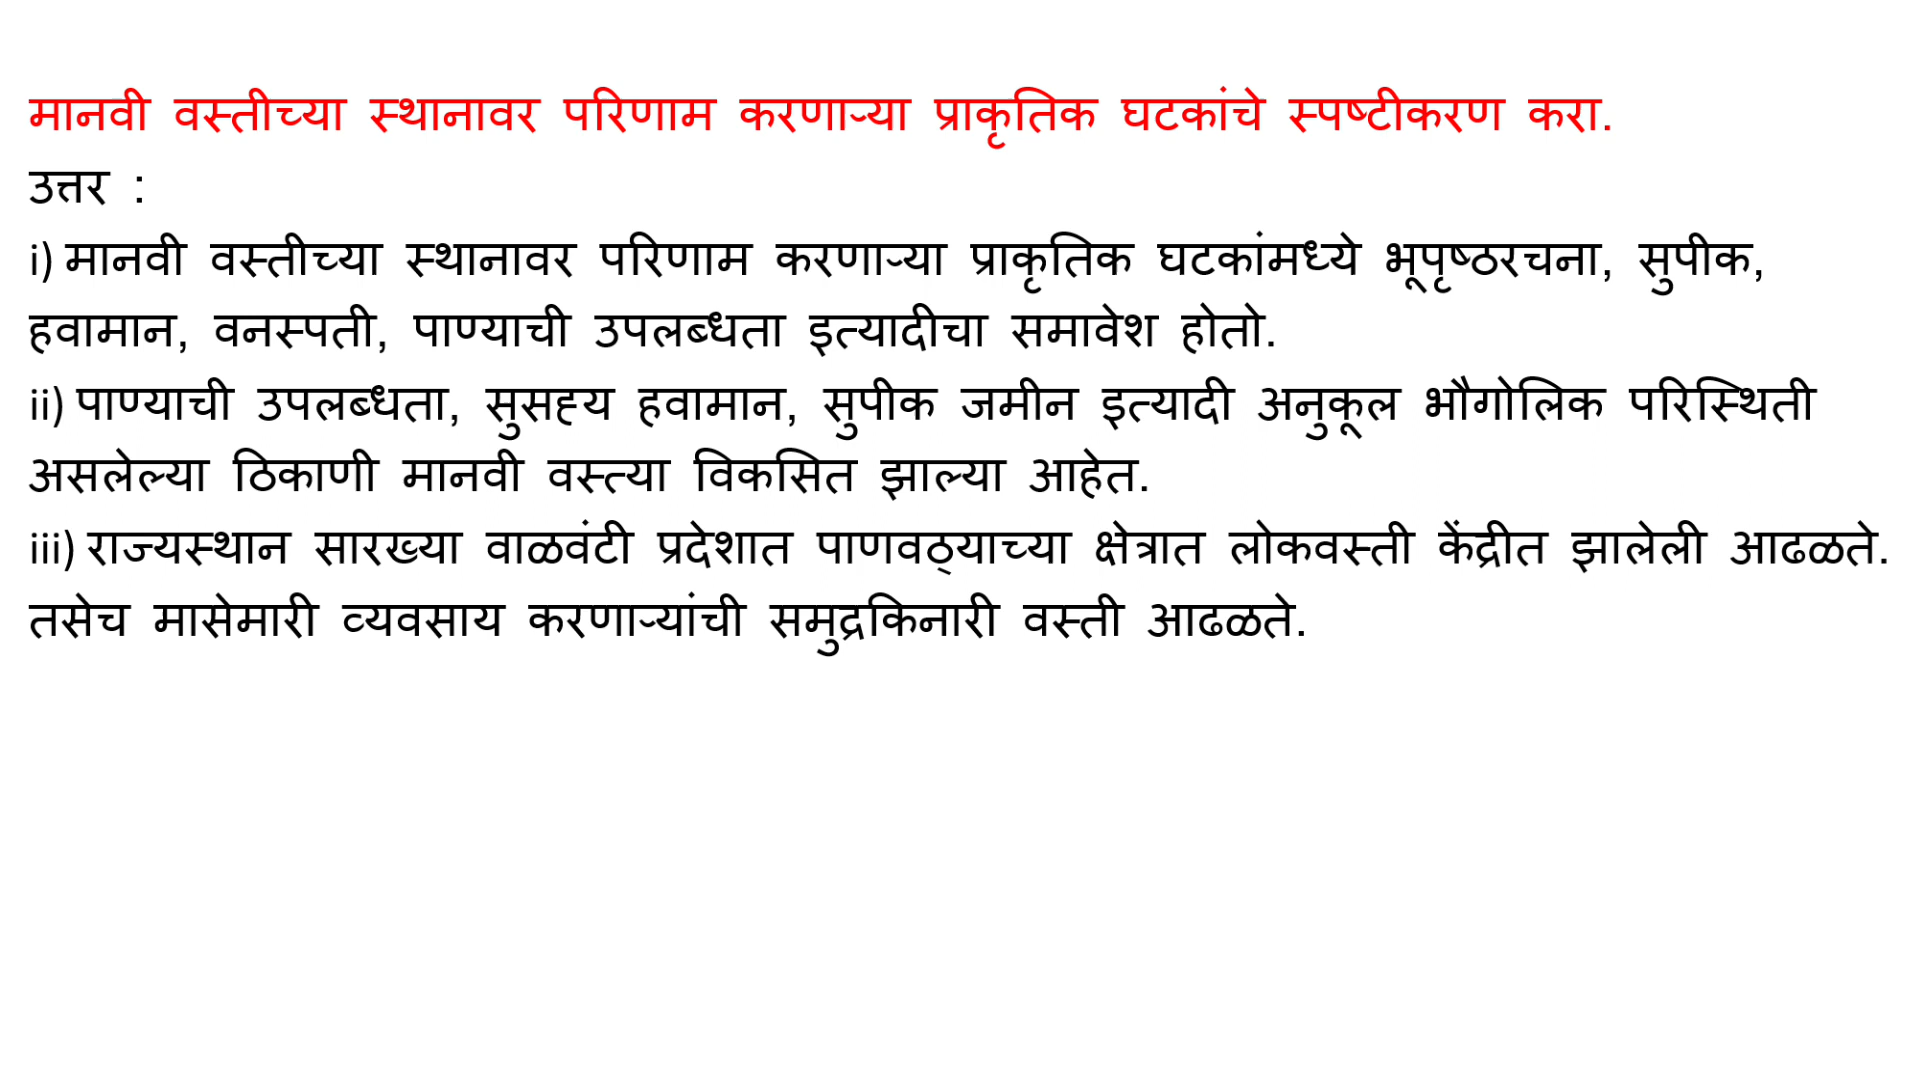 मानवी वस्तीच्या स्थानावर परिणाम करणाऱ्या प्राकृतिक घटकांचे स्पष्टीकरण करा.
उत्तर :
i) मानवी वस्तीच्या स्थानावर परिणाम करणाऱ्या प्राकृतिक घटकांमध्ये भूपृष्ठरचना, सुपीक,
हवामान, वनस्पती, पाण्याची उपलब्धता इत्यादीचा समावेश होतो.
ii) पाण्याची उपलब्धता, सुसह्य हवामान, सुपीक जमीन इत्यादी अनुकूल भौगोलिक परिस्थिती
असलेल्या ठिकाणी मानवी वस्त्या विकसित झाल्या आहेत.
iii) राज्यस्थान सारख्या वाळवंटी प्रदेशात पाणवठ्याच्या क्षेत्रात लोकवस्ती केंद्रीत झालेली आढळते.
तसेच मासेमारी व्यवसाय करणाऱ्यांची समुद्रकिनारी वस्ती आढळते.